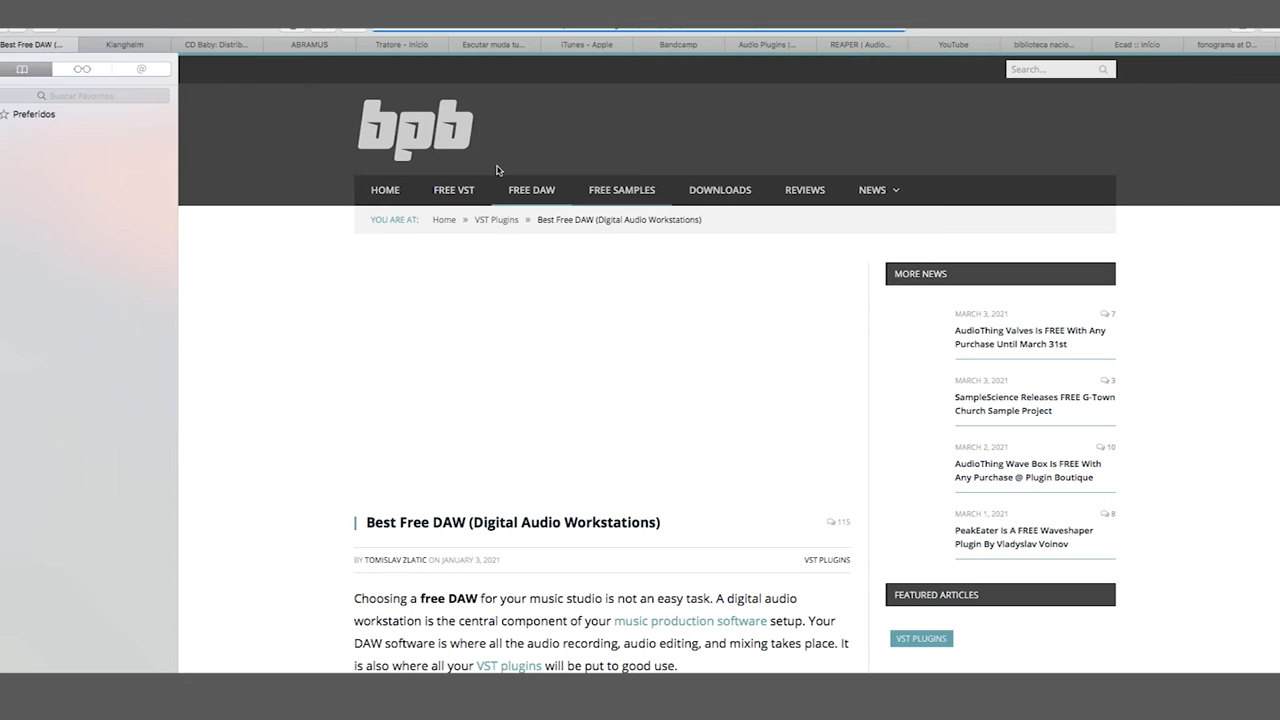 Best Free DAW (... Klangheim CD Baby: Distrib... ABRAMUS Tratore - Início Escutar muda tu... iTunes - Apple Bandcamp Audio Plugins |... REAPER | Audio... YouTube biblioteca nacio... Ecad :: Início fonograma at D...
Search...
Buscar Favoritos
Preferidos
bpb
HOME FREE VST FREE DAW FREE SAMPLES DOWNLOADS REVIEWS NEWS
YOU ARE AT: Home » VST Plugins » Best Free DAW (Digital Audio Workstations)
Best Free DAW (Digital Audio Workstations) 115
BY TOMISLAV ZLATIC ON JANUARY 3, 2021 VST PLUGINS
Choosing a free DAW for your music studio is not an easy task. A digital audio
workstation is the central component of your music production software setup. Your
DAW software is where all the audio recording, audio editing, and mixing takes place. It
is also where all your VST plugins will be put to good use.
MORE NEWS
MARCH 3, 2021 7
AudioThing Valves Is FREE With Any
Purchase Until March 31st
MARCH 3, 2021 3
SampleScience Releases FREE G-Town
Church Sample Project
MARCH 2, 2021 10
AudioThing Wave Box Is FREE With
Any Purchase @ Plugin Boutique
MARCH 1, 2021 8
PeakEater Is A FREE Waveshaper
Plugin By Vladyslav Voinov
FEATURED ARTICLES
VST PLUGINS